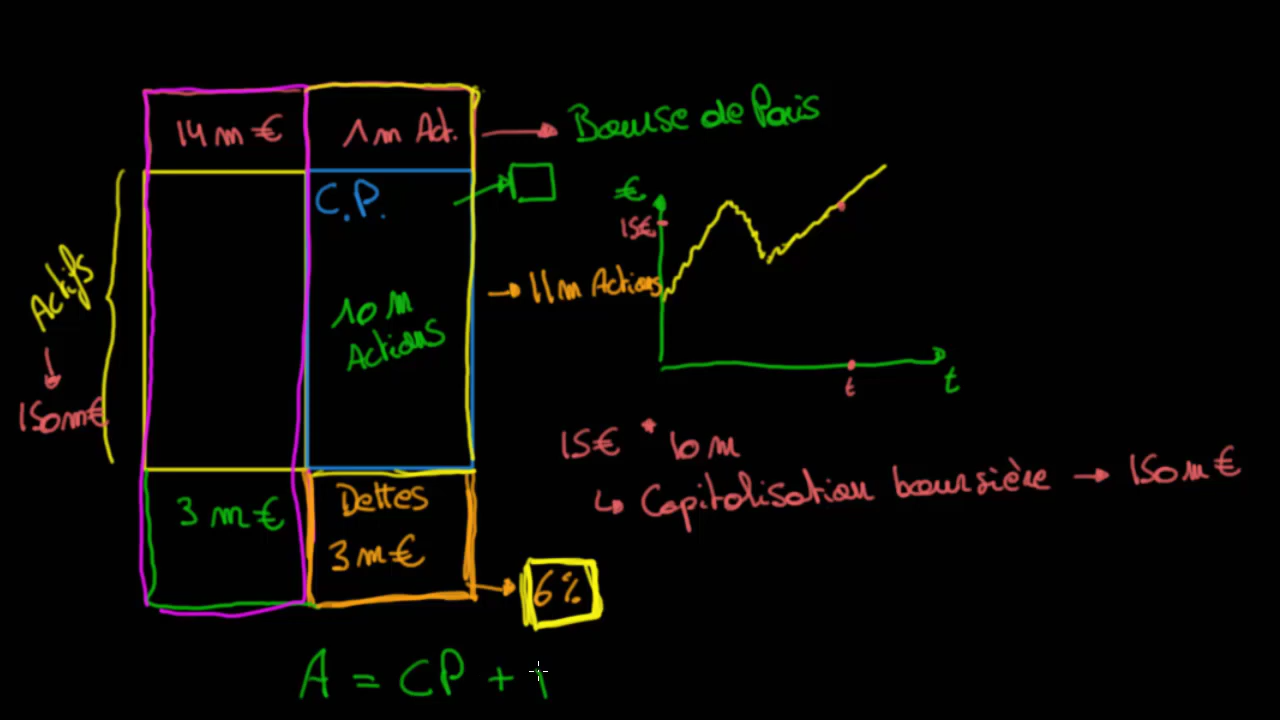 14 m €
1 m Act.
Bourse de Paris
C.P.
€
15€
Actifs
11 m Actions
10 m
Actions
150 m€
t
t
15€ * 10 m
↳ Capitalisation boursière → 150 m €
3 m €
Dettes
3 m €
6%
A = CP +